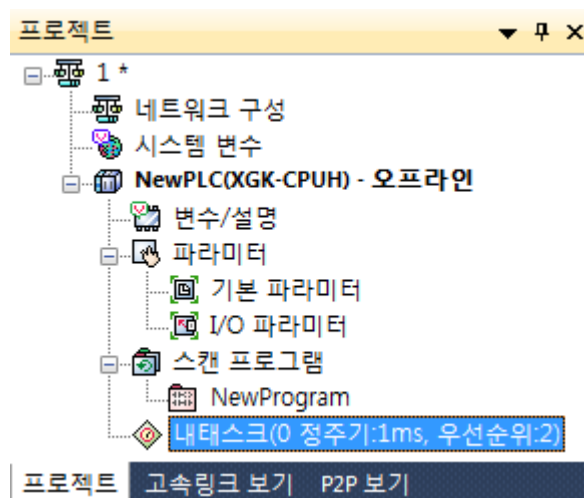 프로젝트
1 *
네트워크 구성
시스템 변수
NewPLC(XGK-CPUH) - 오프라인
변수/설명
파라미터
기본 파라미터
I/O 파라미터
스캔 프로그램
NewProgram
내태스크(0 정주기:1ms, 우선순위:2)
프로젝트 고속링크 보기 P2P 보기